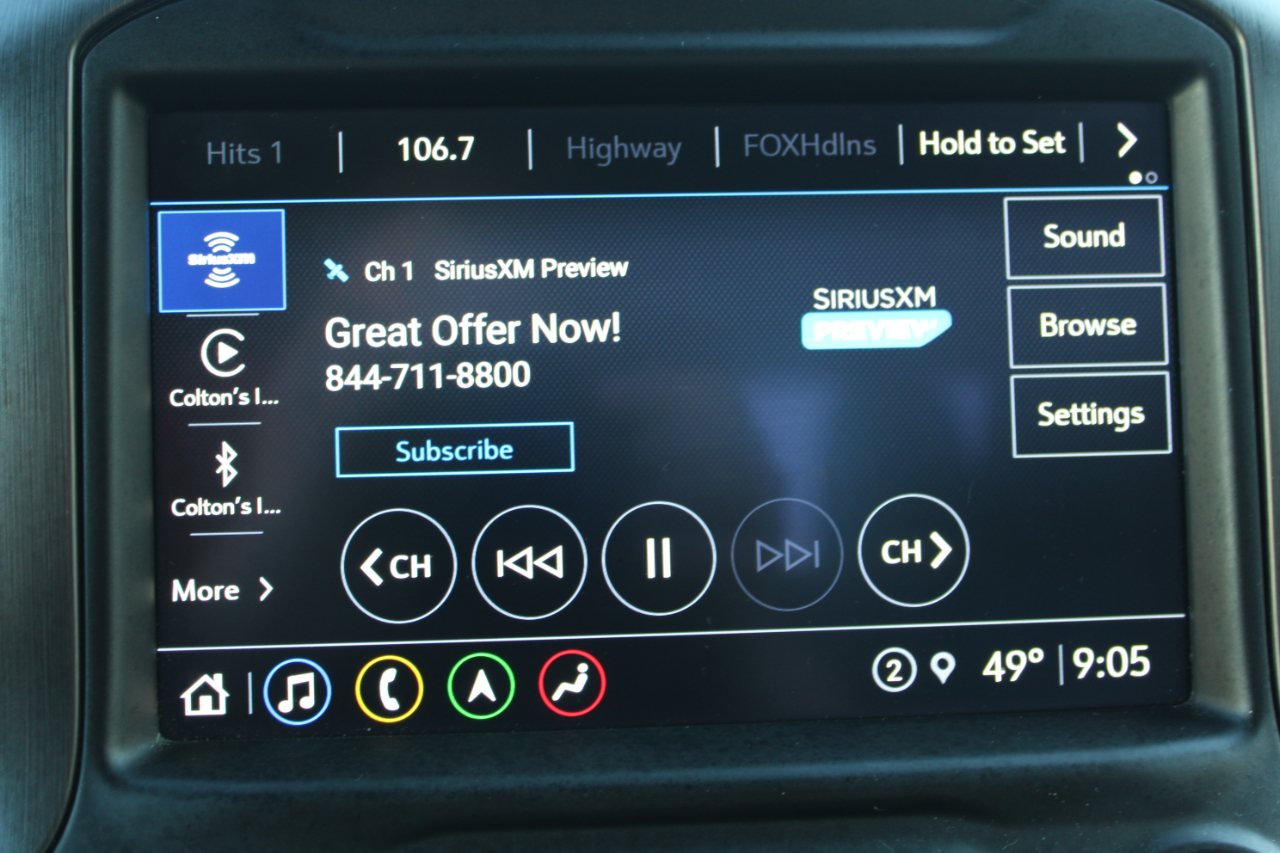 Hits 1
106.7
Highway
FOXHdlns
Hold to Set
SiriusXM
Ch 1 SiriusXM Preview
Great Offer Now!
844-711-8800
Subscribe
SIRIUSXM
PREVIEW
Sound
Browse
Settings
Colton's I...
Colton's I...
More
CH
CH
2
49°
9:05